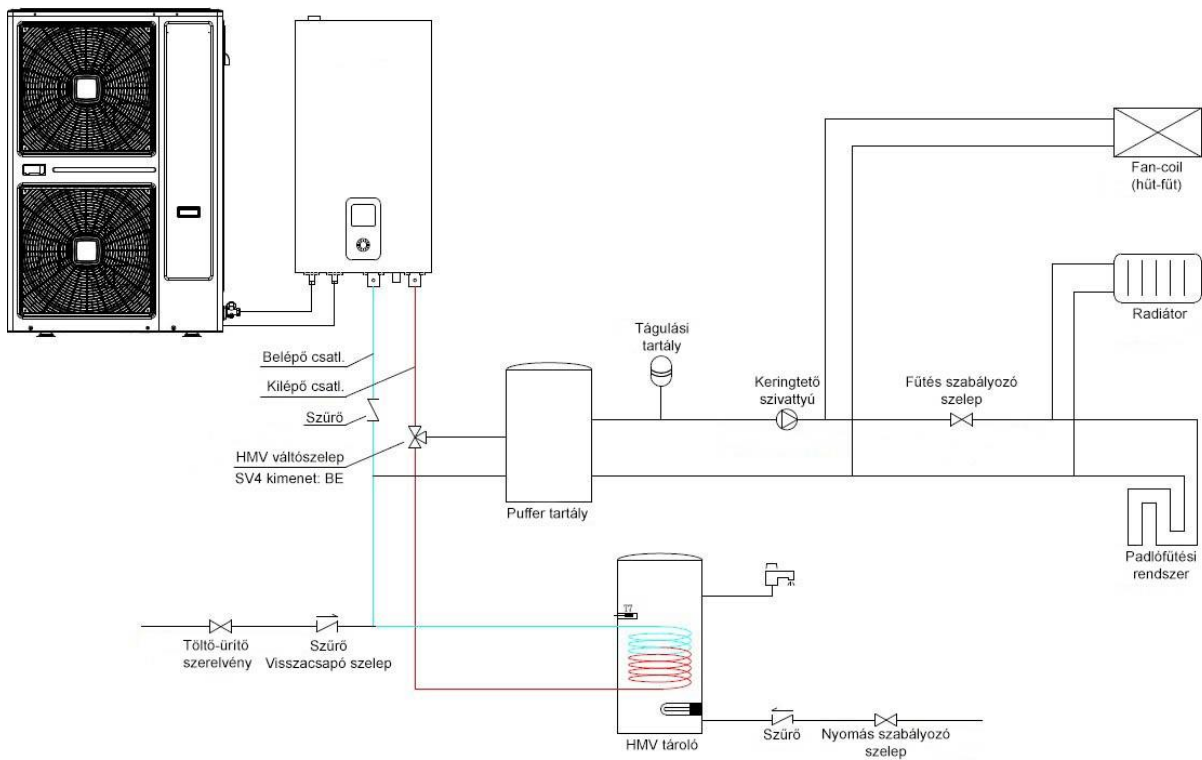 Fan-coil
(hűt-fűt)
Radiátor
Tágulási
tartály
Belépő csatl.
Kilépő csatl.
Keringtető
szivattyú
Fűtés szabályozó
szelep
Szűrő
HMV váltószelep
SV4 kimenet: BE
Puffer tartály
Padlófűtési
rendszer
T7
Töltő-ürítő
szerelvény
Szűrő
Visszacsapó szelep
HMV tároló
Szűrő
Nyomás szabályozó
szelep